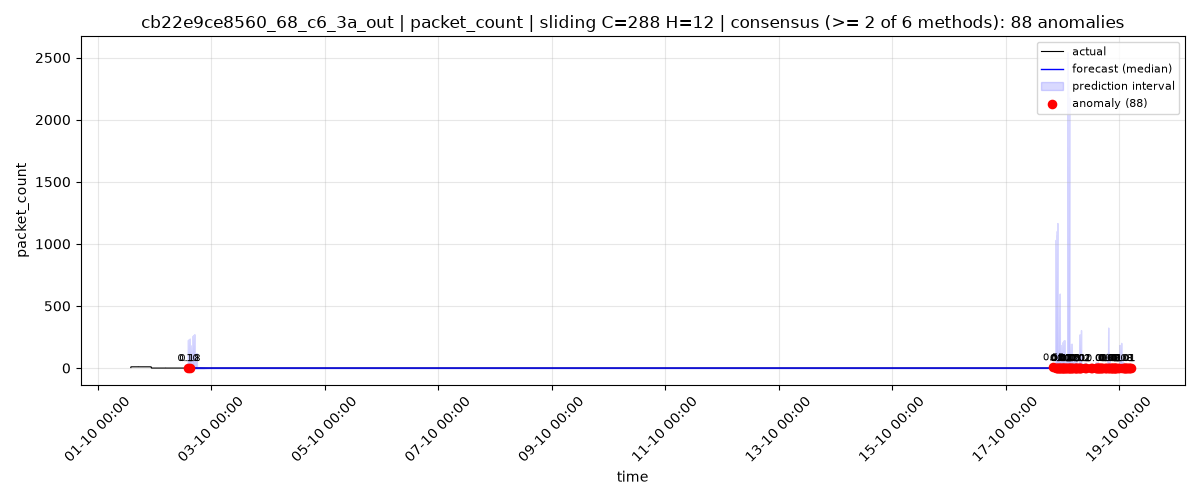 cb22e9ce8560_68_c6_3a_out | packet_count | sliding C=288 H=12 | consensus (>= 2 of 6 methods): 88 anomalies
actual
forecast (median)
prediction interval
anomaly (88)
packet_count
2500
2000
1500
1000
500
0
01-10 00:00
03-10 00:00
05-10 00:00
07-10 00:00
09-10 00:00
11-10 00:00
13-10 00:00
15-10 00:00
17-10 00:00
19-10 00:00
time